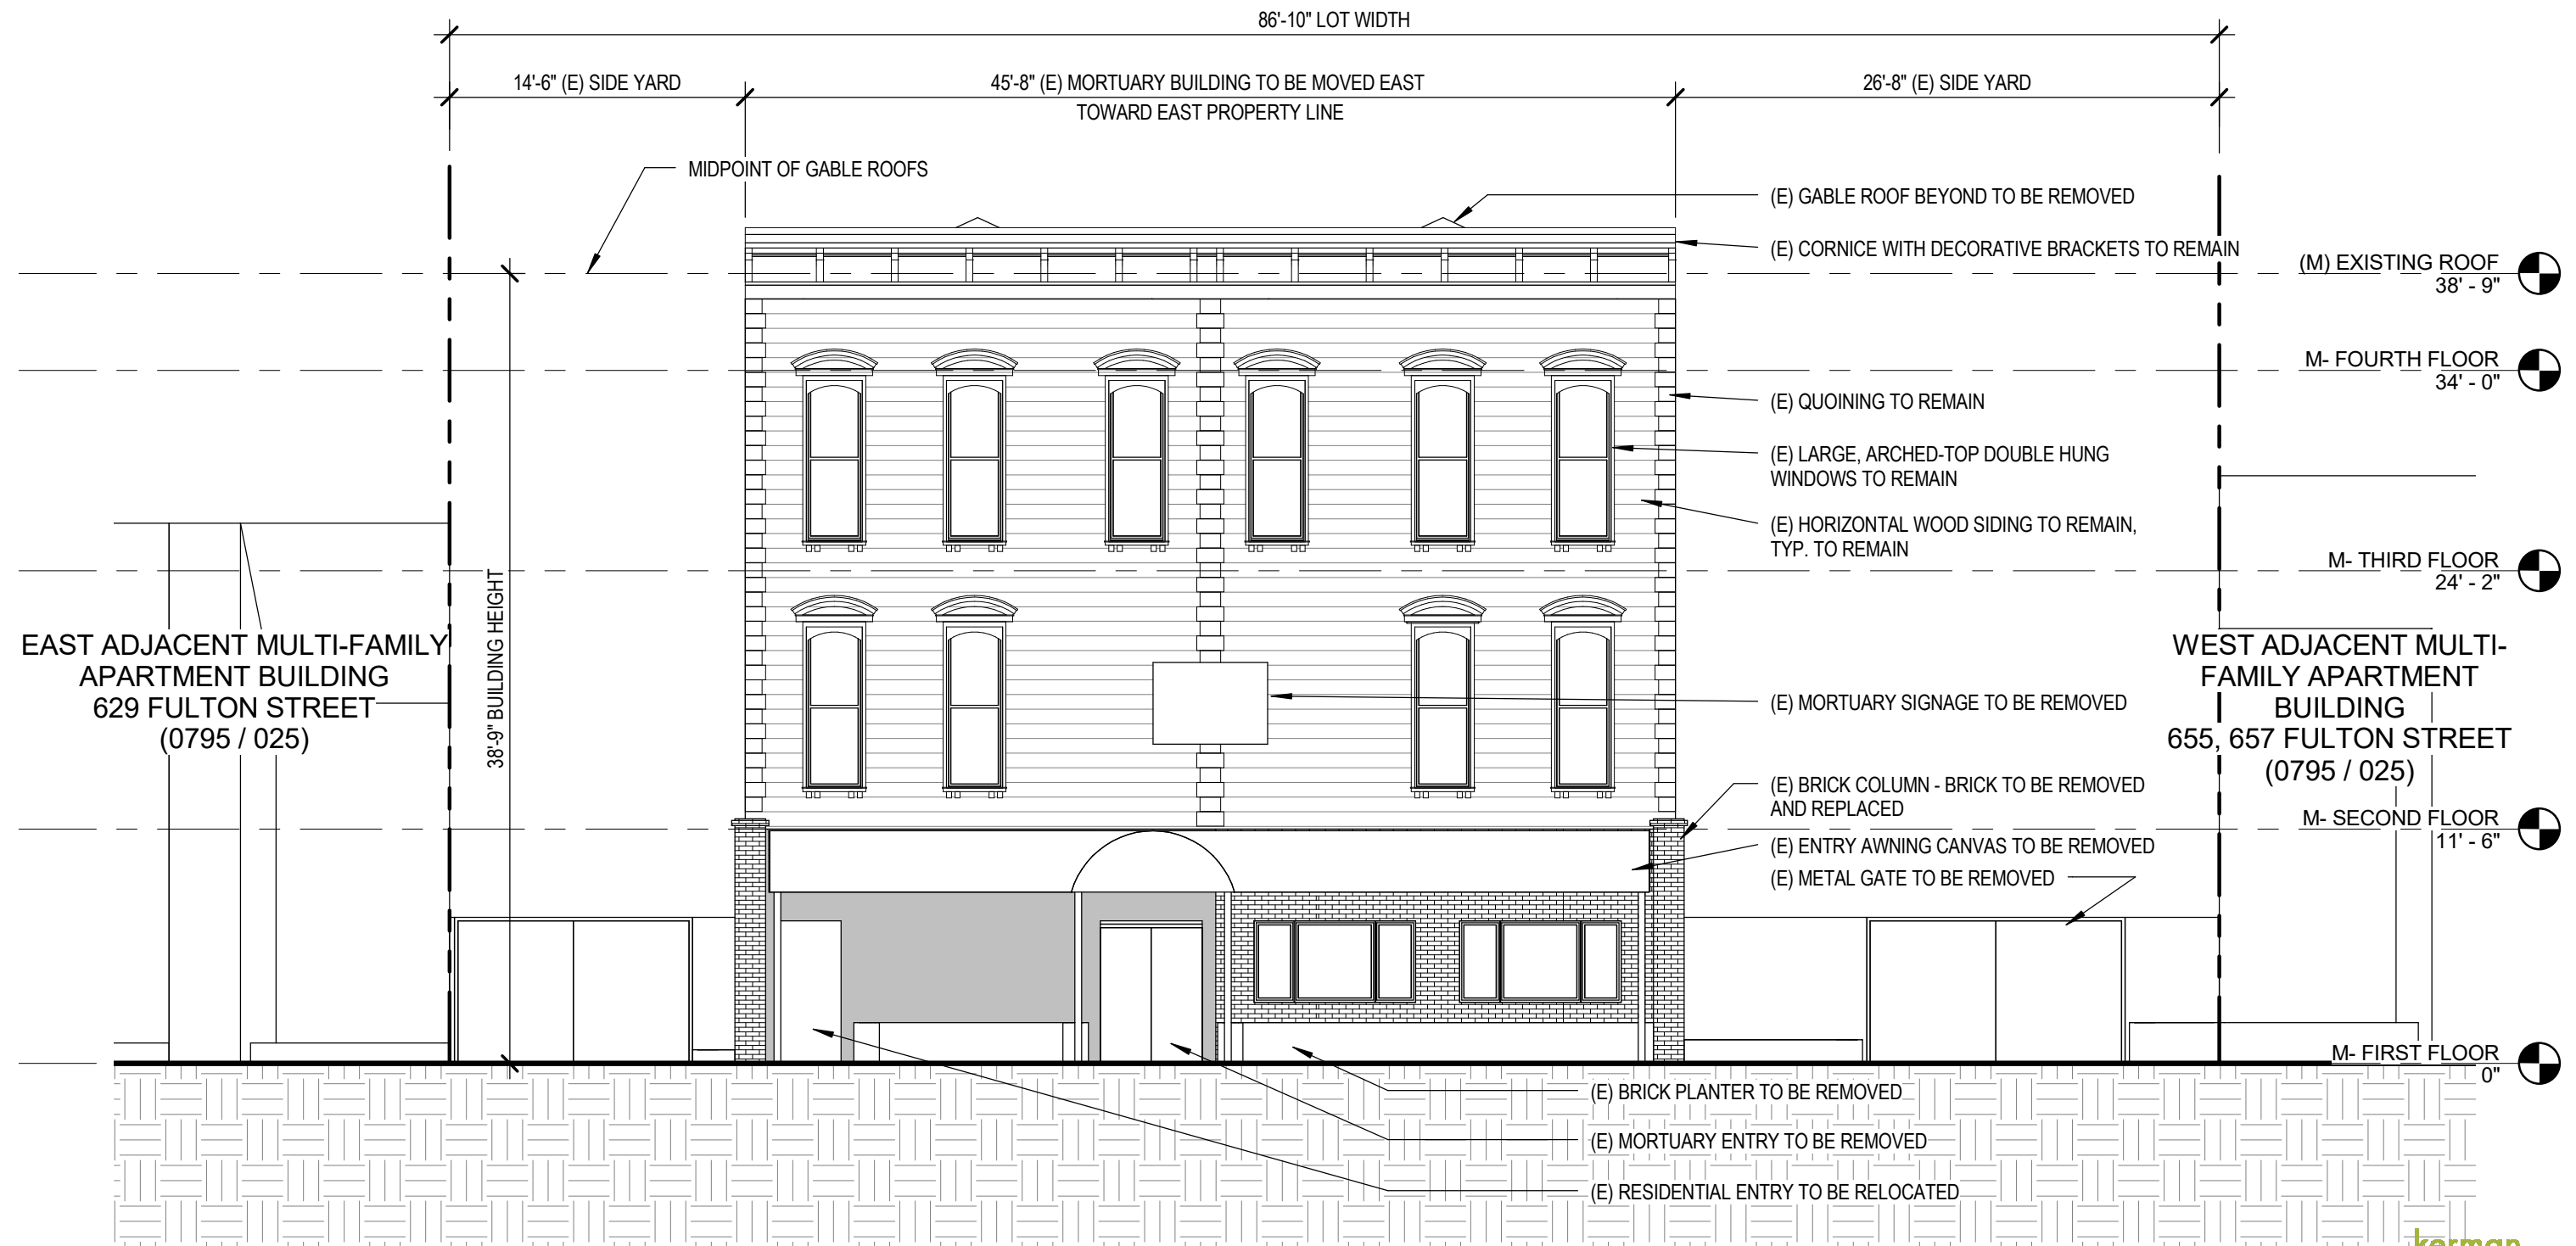 86'-10" LOT WIDTH
14'-6" (E) SIDE YARD
45'-8" (E) MORTUARY BUILDING TO BE MOVED EAST
TOWARD EAST PROPERTY LINE
26'-8" (E) SIDE YARD
MIDPOINT OF GABLE ROOFS
(E) GABLE ROOF BEYOND TO BE REMOVED
(E) CORNICE WITH DECORATIVE BRACKETS TO REMAIN
(M) EXISTING ROOF
38' - 9"
M- FOURTH FLOOR
34' - 0"
(E) QUOINING TO REMAIN
(E) LARGE, ARCHED-TOP DOUBLE HUNG
WINDOWS TO REMAIN
(E) HORIZONTAL WOOD SIDING TO REMAIN,
TYP. TO REMAIN
M- THIRD FLOOR
24' - 2"
38'-9" BUILDING HEIGHT
EAST ADJACENT MULTI-FAMILY
APARTMENT BUILDING
629 FULTON STREET
(0795 / 025)
WEST ADJACENT MULTI-
FAMILY APARTMENT
BUILDING
655, 657 FULTON STREET
(0795 / 025)
(E) MORTUARY SIGNAGE TO BE REMOVED
(E) BRICK COLUMN - BRICK TO BE REMOVED
AND REPLACED
M- SECOND FLOOR
11' - 6"
(E) ENTRY AWNING CANVAS TO BE REMOVED
(E) METAL GATE TO BE REMOVED
M- FIRST FLOOR
0"
(E) BRICK PLANTER TO BE REMOVED
(E) MORTUARY ENTRY TO BE REMOVED
(E) RESIDENTIAL ENTRY TO BE RELOCATED
kerman